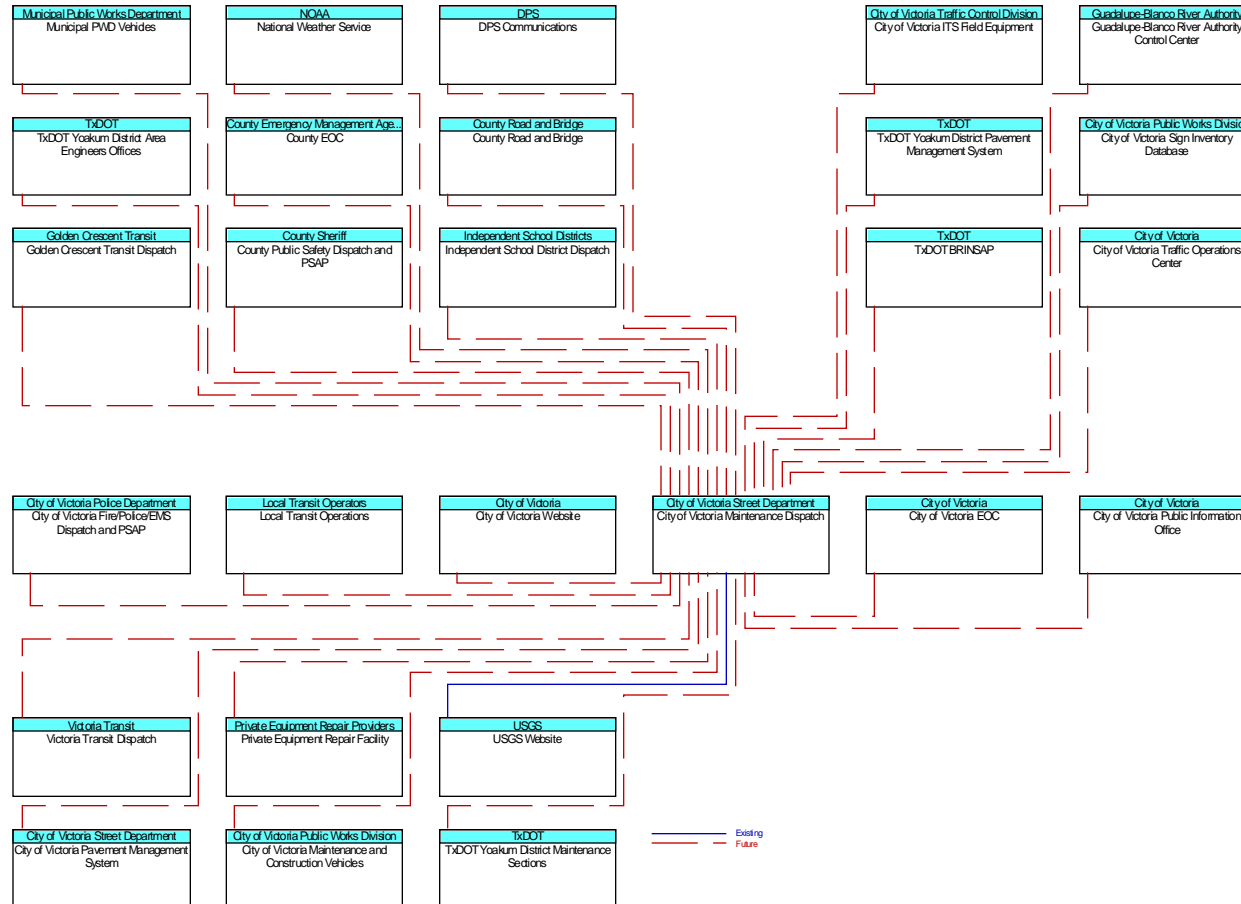 Municipal Public Works Department
Municipal PWD Vehicles
NOAA
National Weather Service
DPS
DPS Communications
City of Victoria Traffic Control Division
City of Victoria ITS Field Equipment
Guadalupe-Blanco River Authority
Guadalupe-Blanco River Authority
Control Center
TxDOT
TxDOT Yoakum District Area
Engineers Offices
County Emergency Management Age...
County EOC
County Road and Bridge
County Road and Bridge
TxDOT
TxDOT Yoakum District Pavement
Management System
City of Victoria Public Works Divisio
City of Victoria Sign Inventory
Database
Golden Crescent Transit
Golden Crescent Transit Dispatch
County Sheriff
County Public Safety Dispatch and
PSAP
Independent School Districts
Independent School District Dispatch
TxDOT
TxDOT BRINSAP
City of Victoria
City of Victoria Traffic Operations
Center
City of Victoria Police Department
City of Victoria Fire/Police/EMS
Dispatch and PSAP
Local Transit Operators
Local Transit Operations
City of Victoria
City of Victoria Website
City of Victoria Street Department
City of Victoria Maintenance Dispatch
City of Victoria
City of Victoria EOC
City of Victoria
City of Victoria Public Information
Office
Victoria Transit
Victoria Transit Dispatch
Private Equipment Repair Providers
Private Equipment Repair Facility
USGS
USGS Website
City of Victoria Street Department
City of Victoria Pavement Management
System
City of Victoria Public Works Division
City of Victoria Maintenance and
Construction Vehicles
TxDOT
TxDOT Yoakum District Maintenance
Sections
Existing
Future